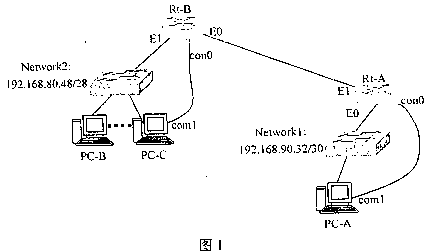 Rt-B
E1
E0
Network2:
con0
192.168.80.48/28
Rt-A
E1
con0
E0
com1
Network1:
PC-B
PC-C
192.168.90.32/30
com1
PC-A
图 1